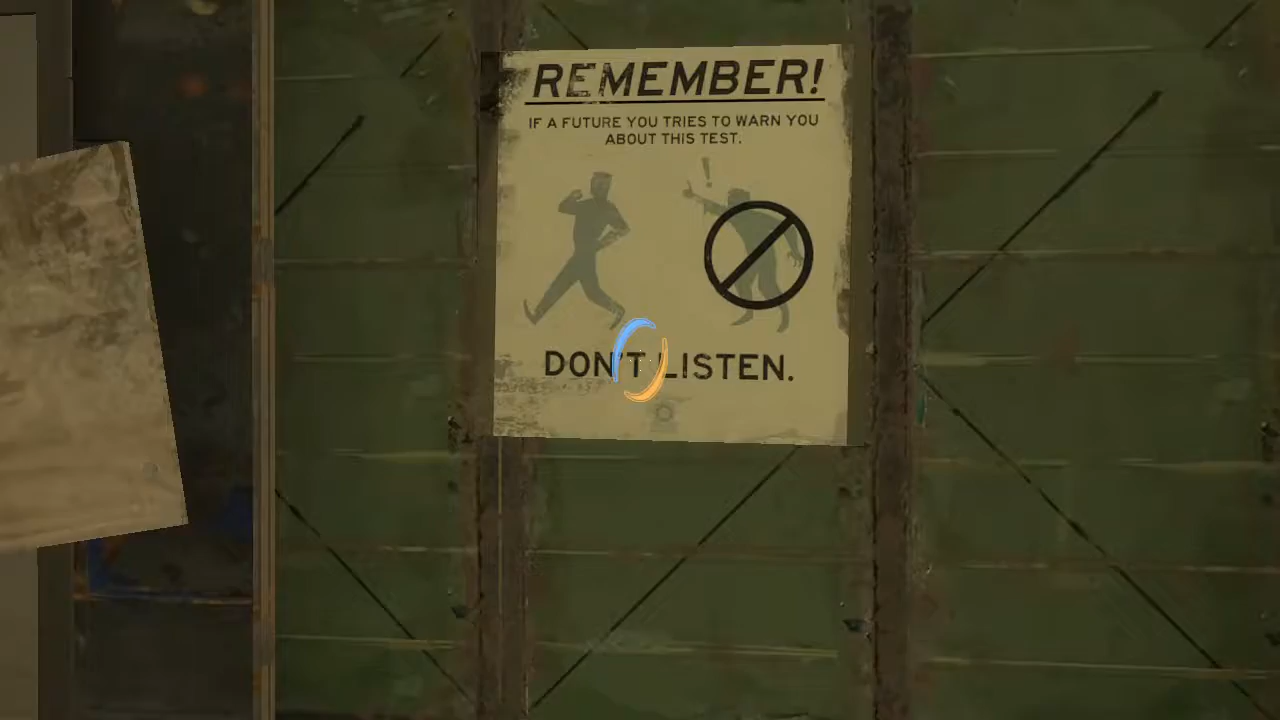 REMEMBER!
IF A FUTURE YOU TRIES TO WARN YOU
ABOUT THIS TEST.
!
DON'T LISTEN.